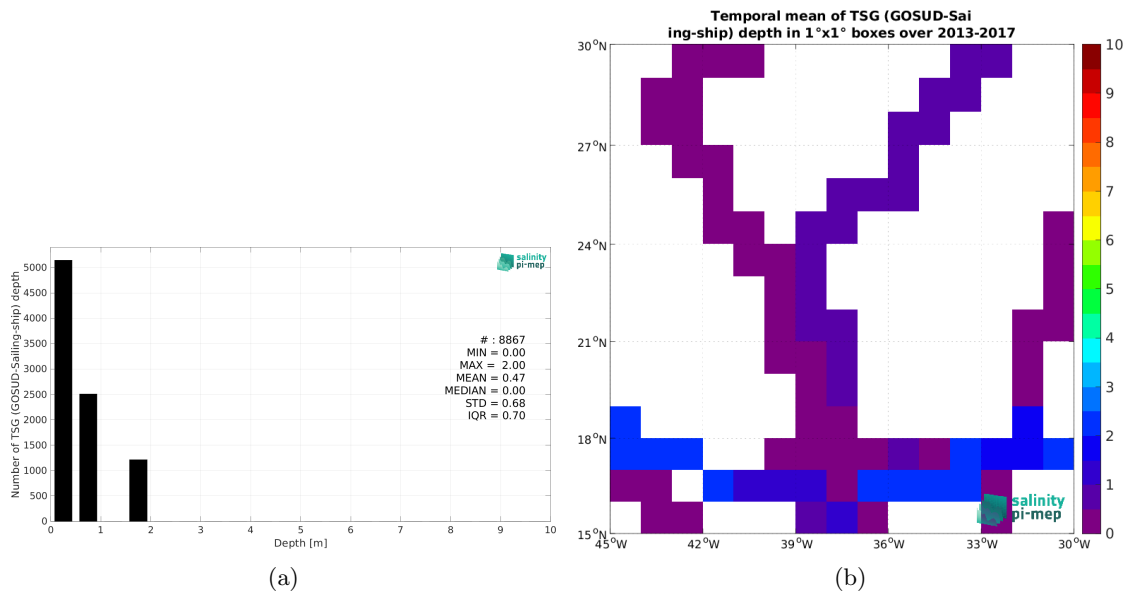 Temporal mean of TSG (GOSUD-Sai
ing-ship) depth in 1°x1° boxes over 2013-2017
salinity
pi-mep
# : 8867
MIN = 0.00
MAX = 2.00
MEAN = 0.47
MEDIAN = 0.00
STD = 0.68
IQR = 0.70
Number of TSG (GOSUD-Sailing-ship) depth
5000
4500
4000
3500
3000
2500
2000
1500
1000
500
0
0 1 2 3 4 5 6 7 8 9 10
Depth [m]
(a)
30°N
27°N
24°N
21°N
18°N
15°N
45°W 42°W 39°W 36°W 33°W 30°W
salinity
pi-mep
10
9
8
7
6
5
4
3
2
1
0
(b)